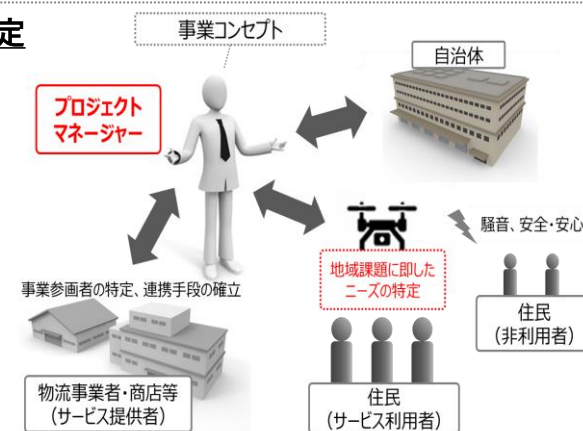 定
事業コンセプト
自治体
プロジェクト
マネージャー
騒音、安全・安心
地域課題に即した
ニーズの特定
事業参画者の特定、連携手段の確立
住民
（非利用者）
物流事業者・商店等
（サービス提供者）
住民
（サービス利用者）